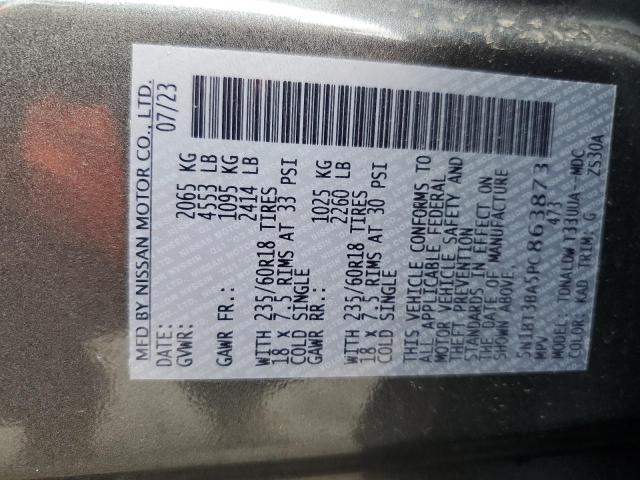 MFD BY NISSAN MOTOR CO., LTD.
DATE: 07/23
GVWR: 2065 KG
4553 LB
GAWR FR.: 1095 KG
2414 LB
WITH 235/60R18 TIRES
18 X 7.5 RIMS AT 33 PSI
COLD SINGLE
GAWR RR.: 1025 KG
2260 LB
WITH 235/60R18 TIRES
18 X 7.5 RIMS AT 30 PSI
COLD SINGLE
THIS VEHICLE CONFORMS TO
ALL APPLICABLE FEDERAL
MOTOR VEHICLE SAFETY AND
THEFT PREVENTION
STANDARDS IN EFFECT ON
THE DATE OF MANUFACTURE
SHOWN ABOVE.
5N1BT3BA5PC863873
MPV 473
MODEL: TDNALDW T33UUA-MDC
COLOR: KAD TRIM: G ZS30A